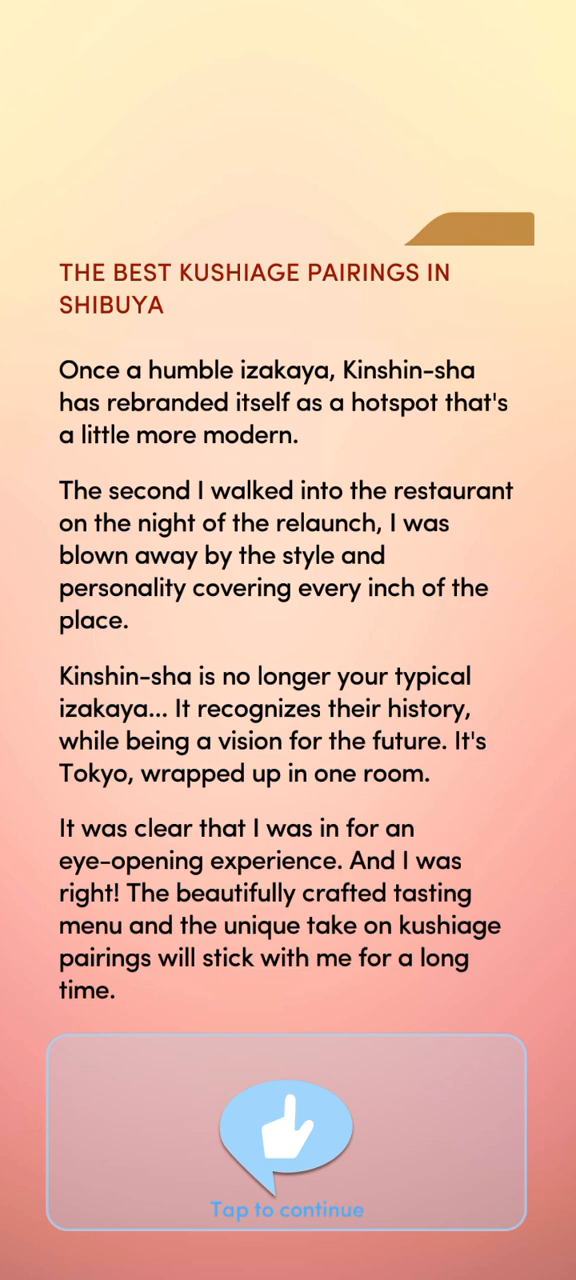 THE BEST KUSHIAGE PAIRINGS IN
SHIBUYA
Once a humble izakaya, Kinshin-sha
has rebranded itself as a hotspot that's
a little more modern.
The second I walked into the restaurant
on the night of the relaunch, I was
blown away by the style and
personality covering every inch of the
place.
Kinshin-sha is no longer your typical
izakaya... It recognizes their history,
while being a vision for the future. It's
Tokyo, wrapped up in one room.
It was clear that I was in for an
eye-opening experience. And I was
right! The beautifully crafted tasting
menu and the unique take on kushiage
pairings will stick with me for a long
time.
Tap to continue